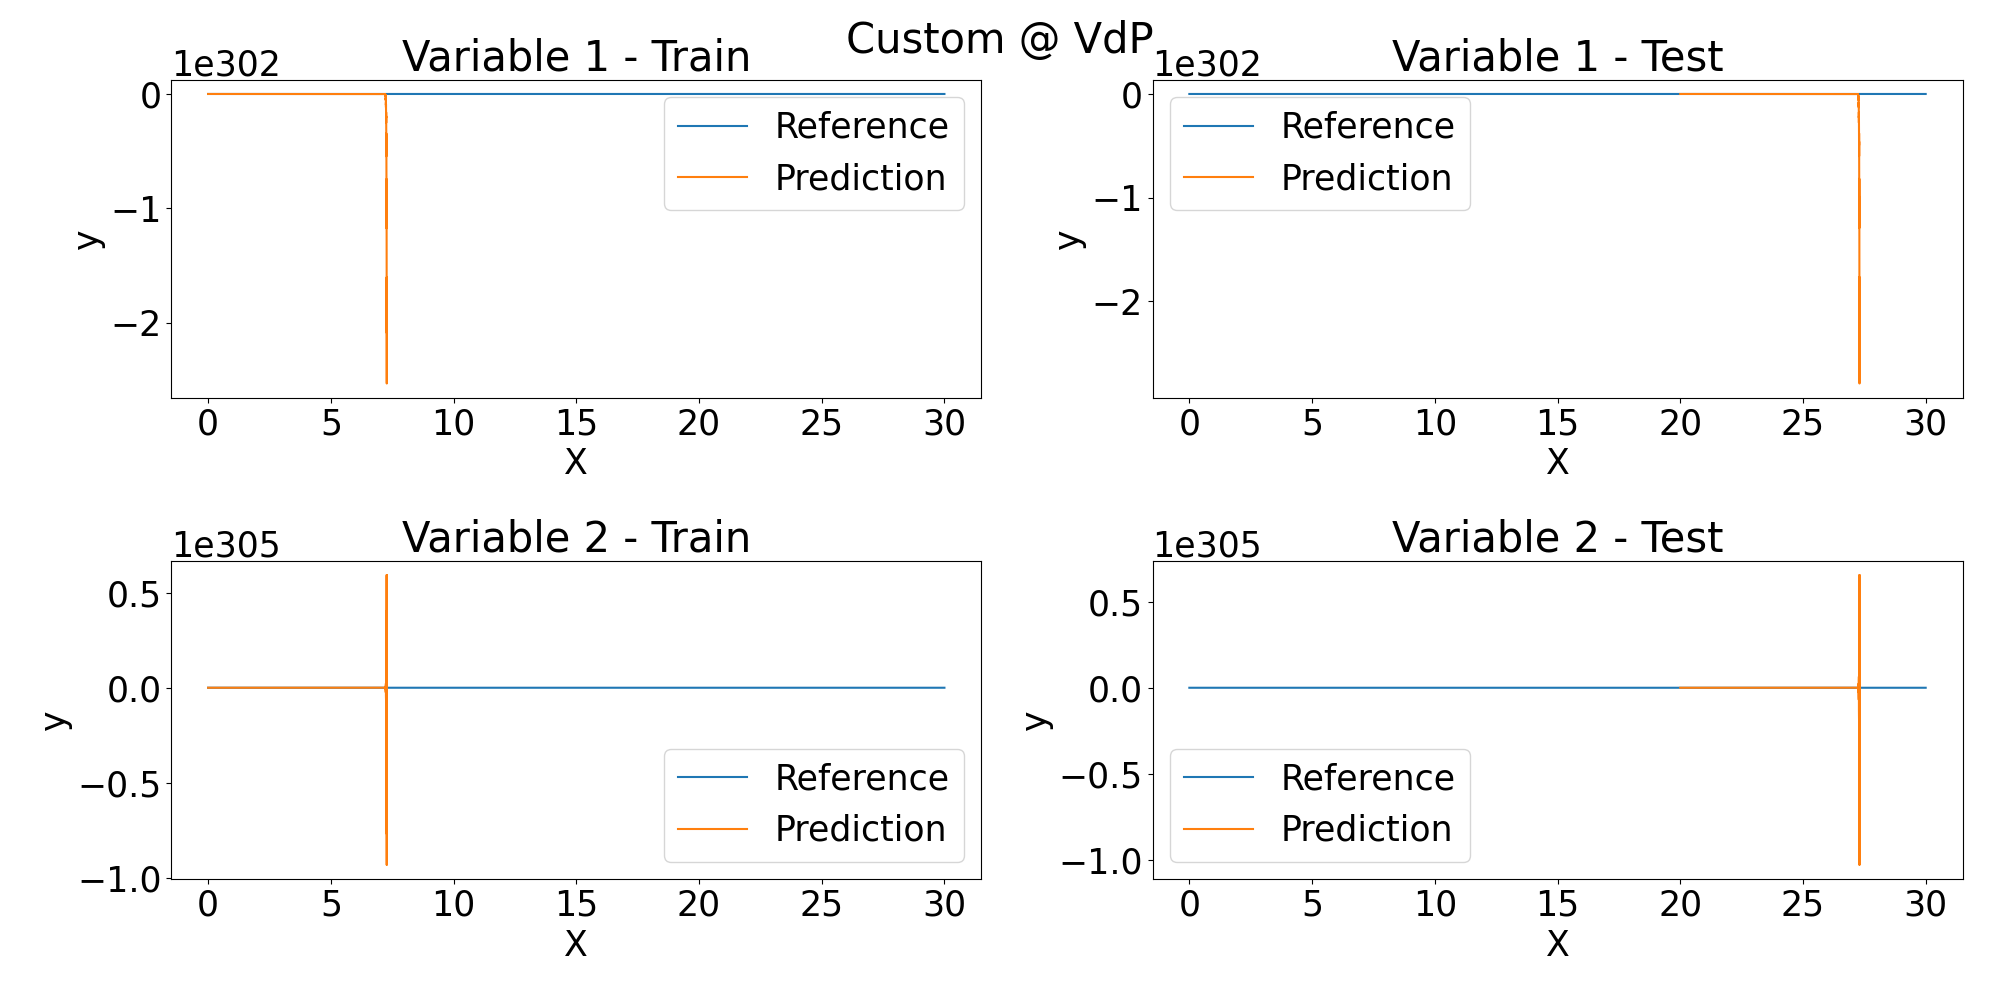 Custom @ VdP
Variable 1 - Train
1e302
0
−1
−2
y
0 5 10 15 20 25 30
X
Reference
Prediction
Variable 1 - Test
1e302
0
−1
−2
y
0 5 10 15 20 25 30
X
Reference
Prediction
Variable 2 - Train
1e305
0.5
0.0
−0.5
−1.0
y
0 5 10 15 20 25 30
X
Reference
Prediction
Variable 2 - Test
1e305
0.5
0.0
−0.5
−1.0
y
0 5 10 15 20 25 30
X
Reference
Prediction